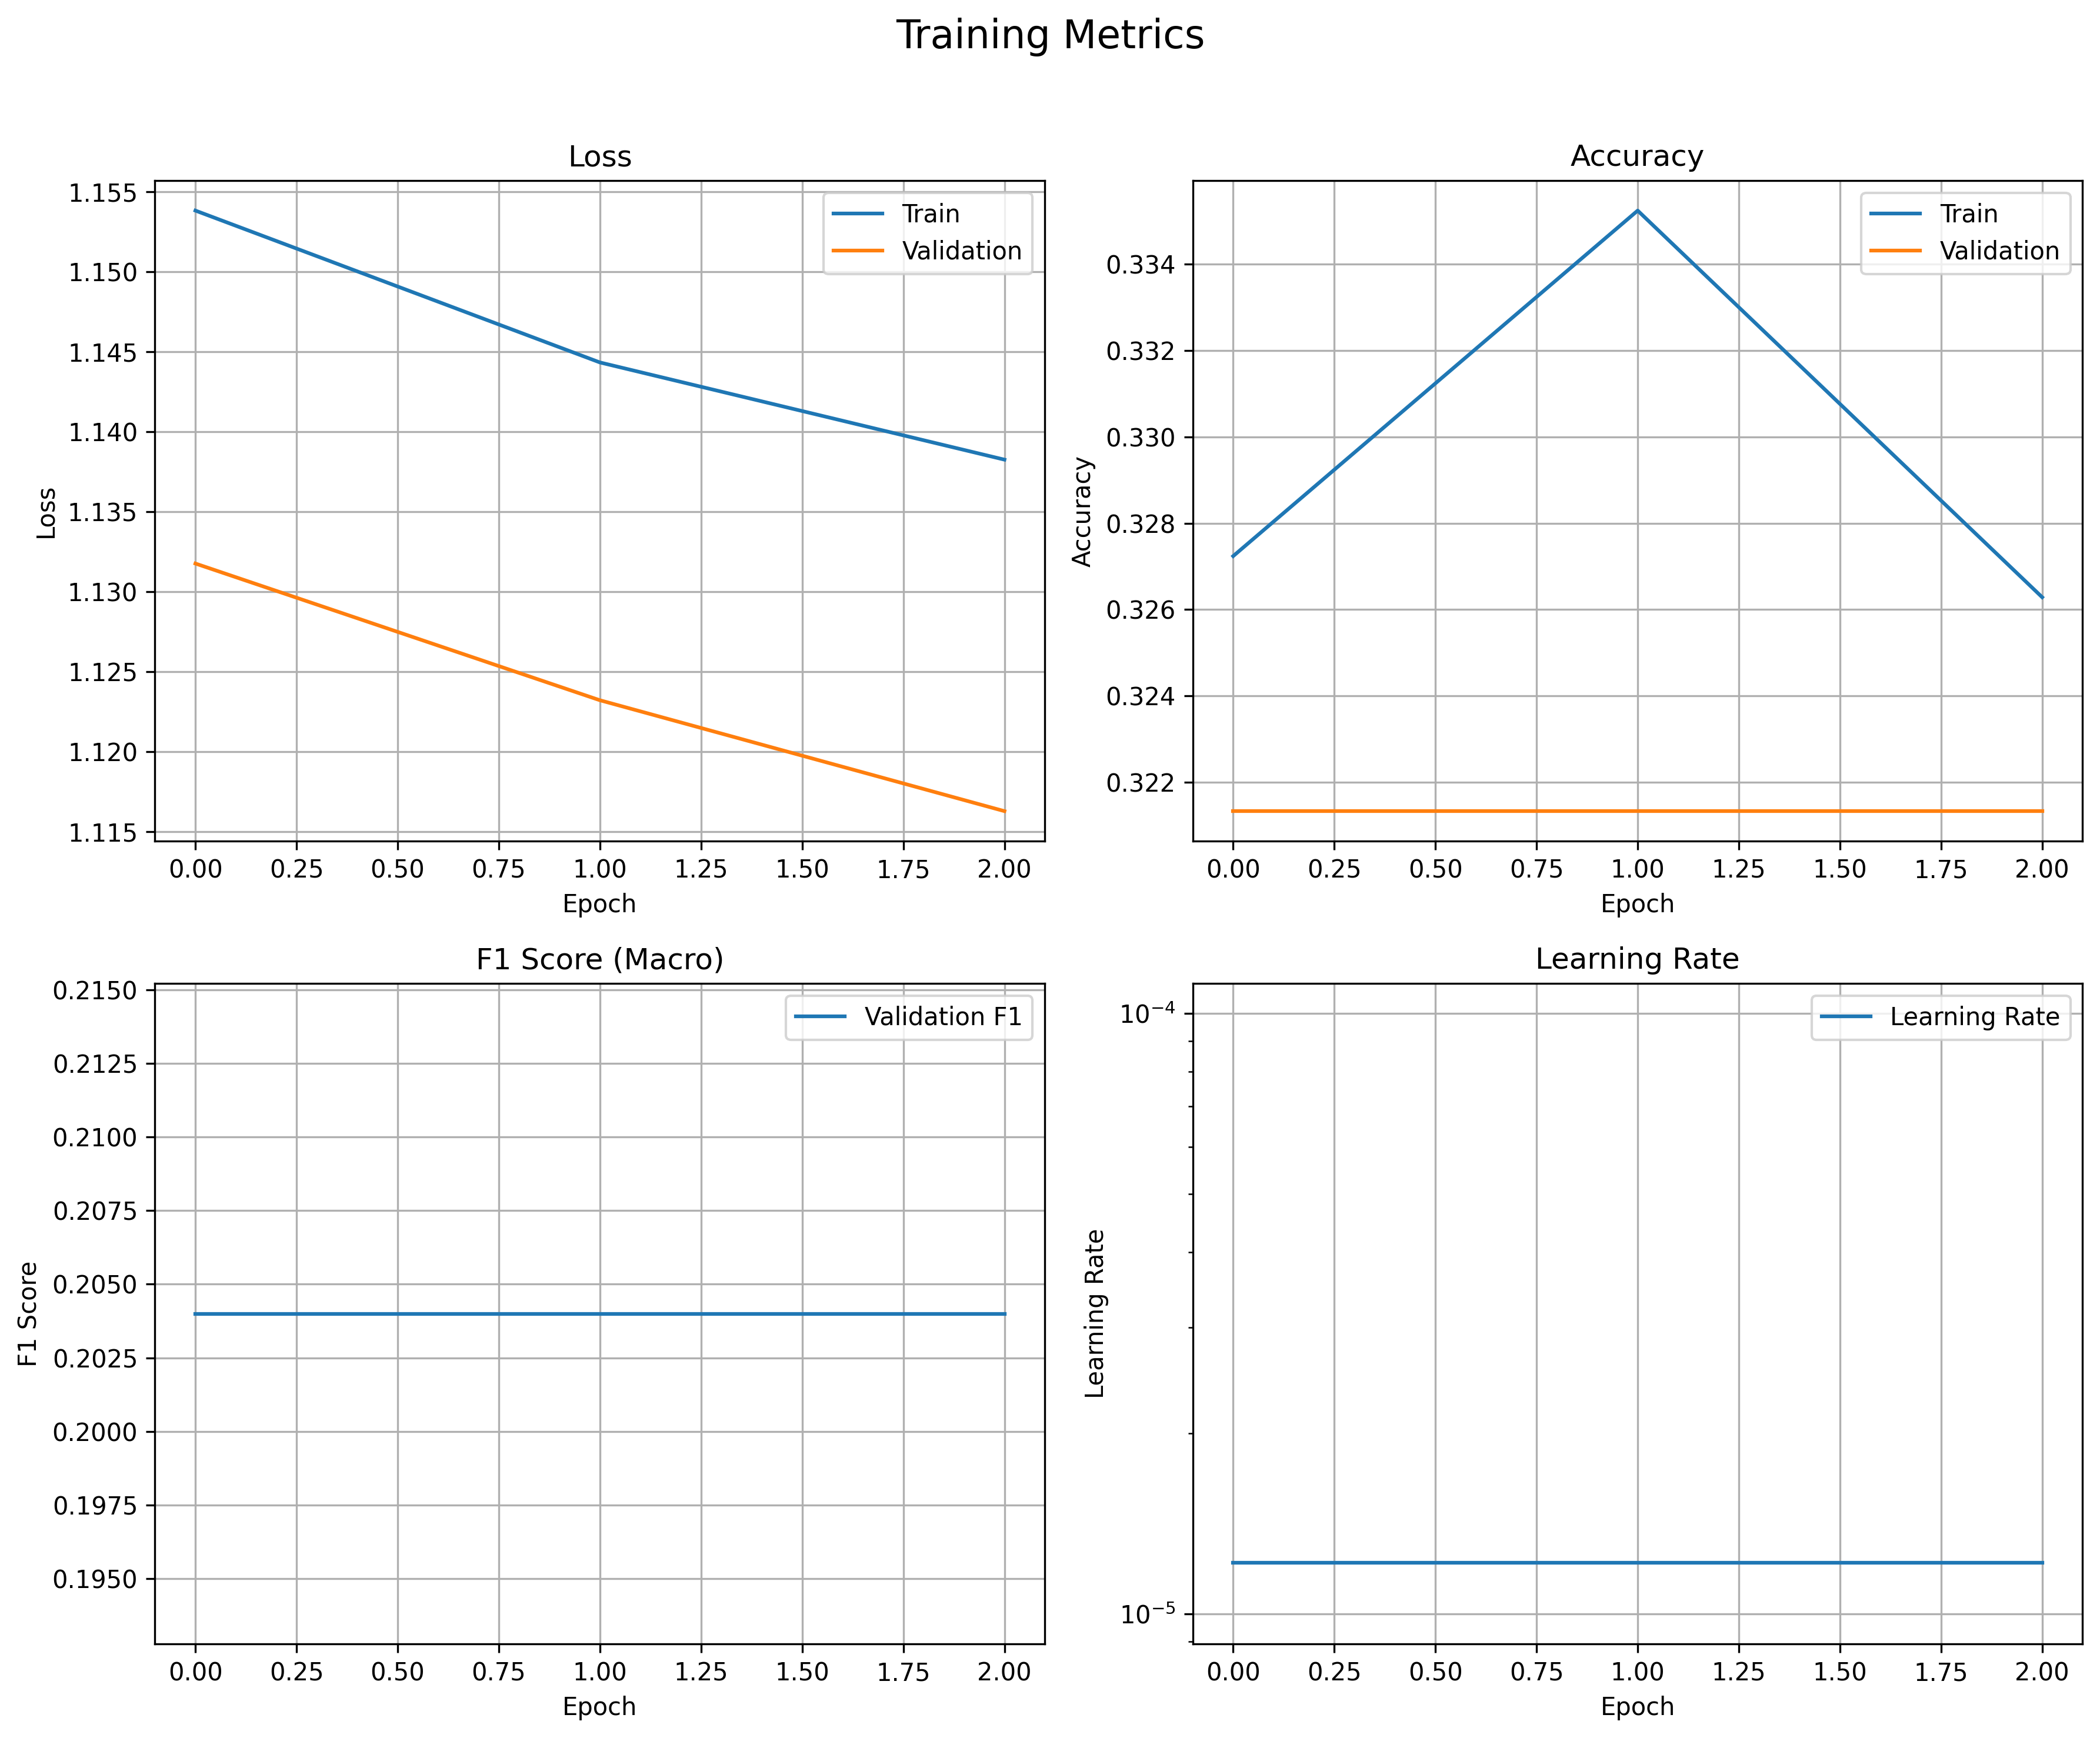 Training Metrics
Loss
1.155
1.150
1.145
1.140
1.135
1.130
1.125
1.120
1.115
Loss
Train
Validation
0.00 0.25 0.50 0.75 1.00 1.25 1.50 1.75 2.00
Epoch
Accuracy
0.334
0.332
0.330
0.328
0.326
0.324
0.322
Accuracy
Train
Validation
0.00 0.25 0.50 0.75 1.00 1.25 1.50 1.75 2.00
Epoch
F1 Score (Macro)
0.2150
0.2125
0.2100
0.2075
0.2050
0.2025
0.2000
0.1975
0.1950
F1 Score
Validation F1
0.00 0.25 0.50 0.75 1.00 1.25 1.50 1.75 2.00
Epoch
Learning Rate
10⁻⁴
10⁻⁵
Learning Rate
Learning Rate
0.00 0.25 0.50 0.75 1.00 1.25 1.50 1.75 2.00
Epoch